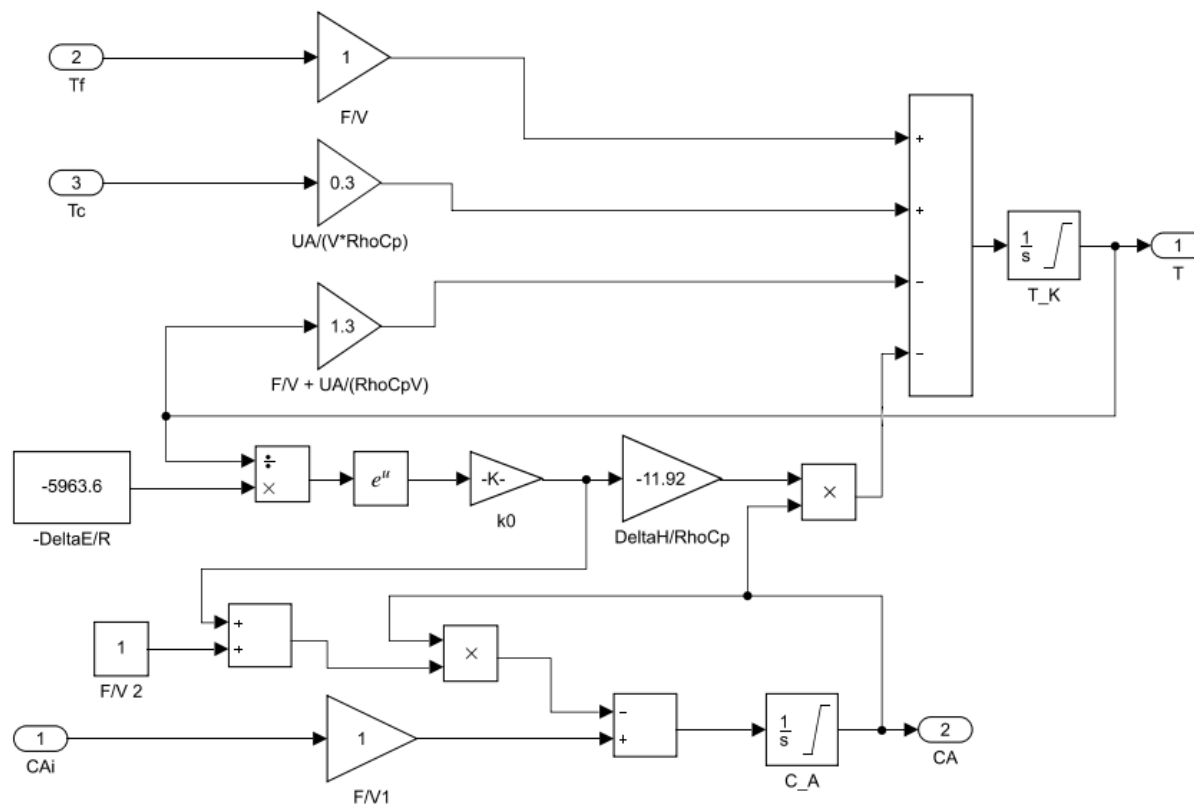 2
Tf
1
F/V
3
Tc
0.3
UA/(V*RhoCp)
1.3
F/V + UA/(RhoCpV)
+
+
−
−
1
s
T_K
1
T
-5963.6
-DeltaE/R
÷
×
e^u
-K-
k0
-11.92
DeltaH/RhoCp
×
1
F/V 2
+
+
×
1
CAi
1
F/V1
−
+
1
s
C_A
2
CA